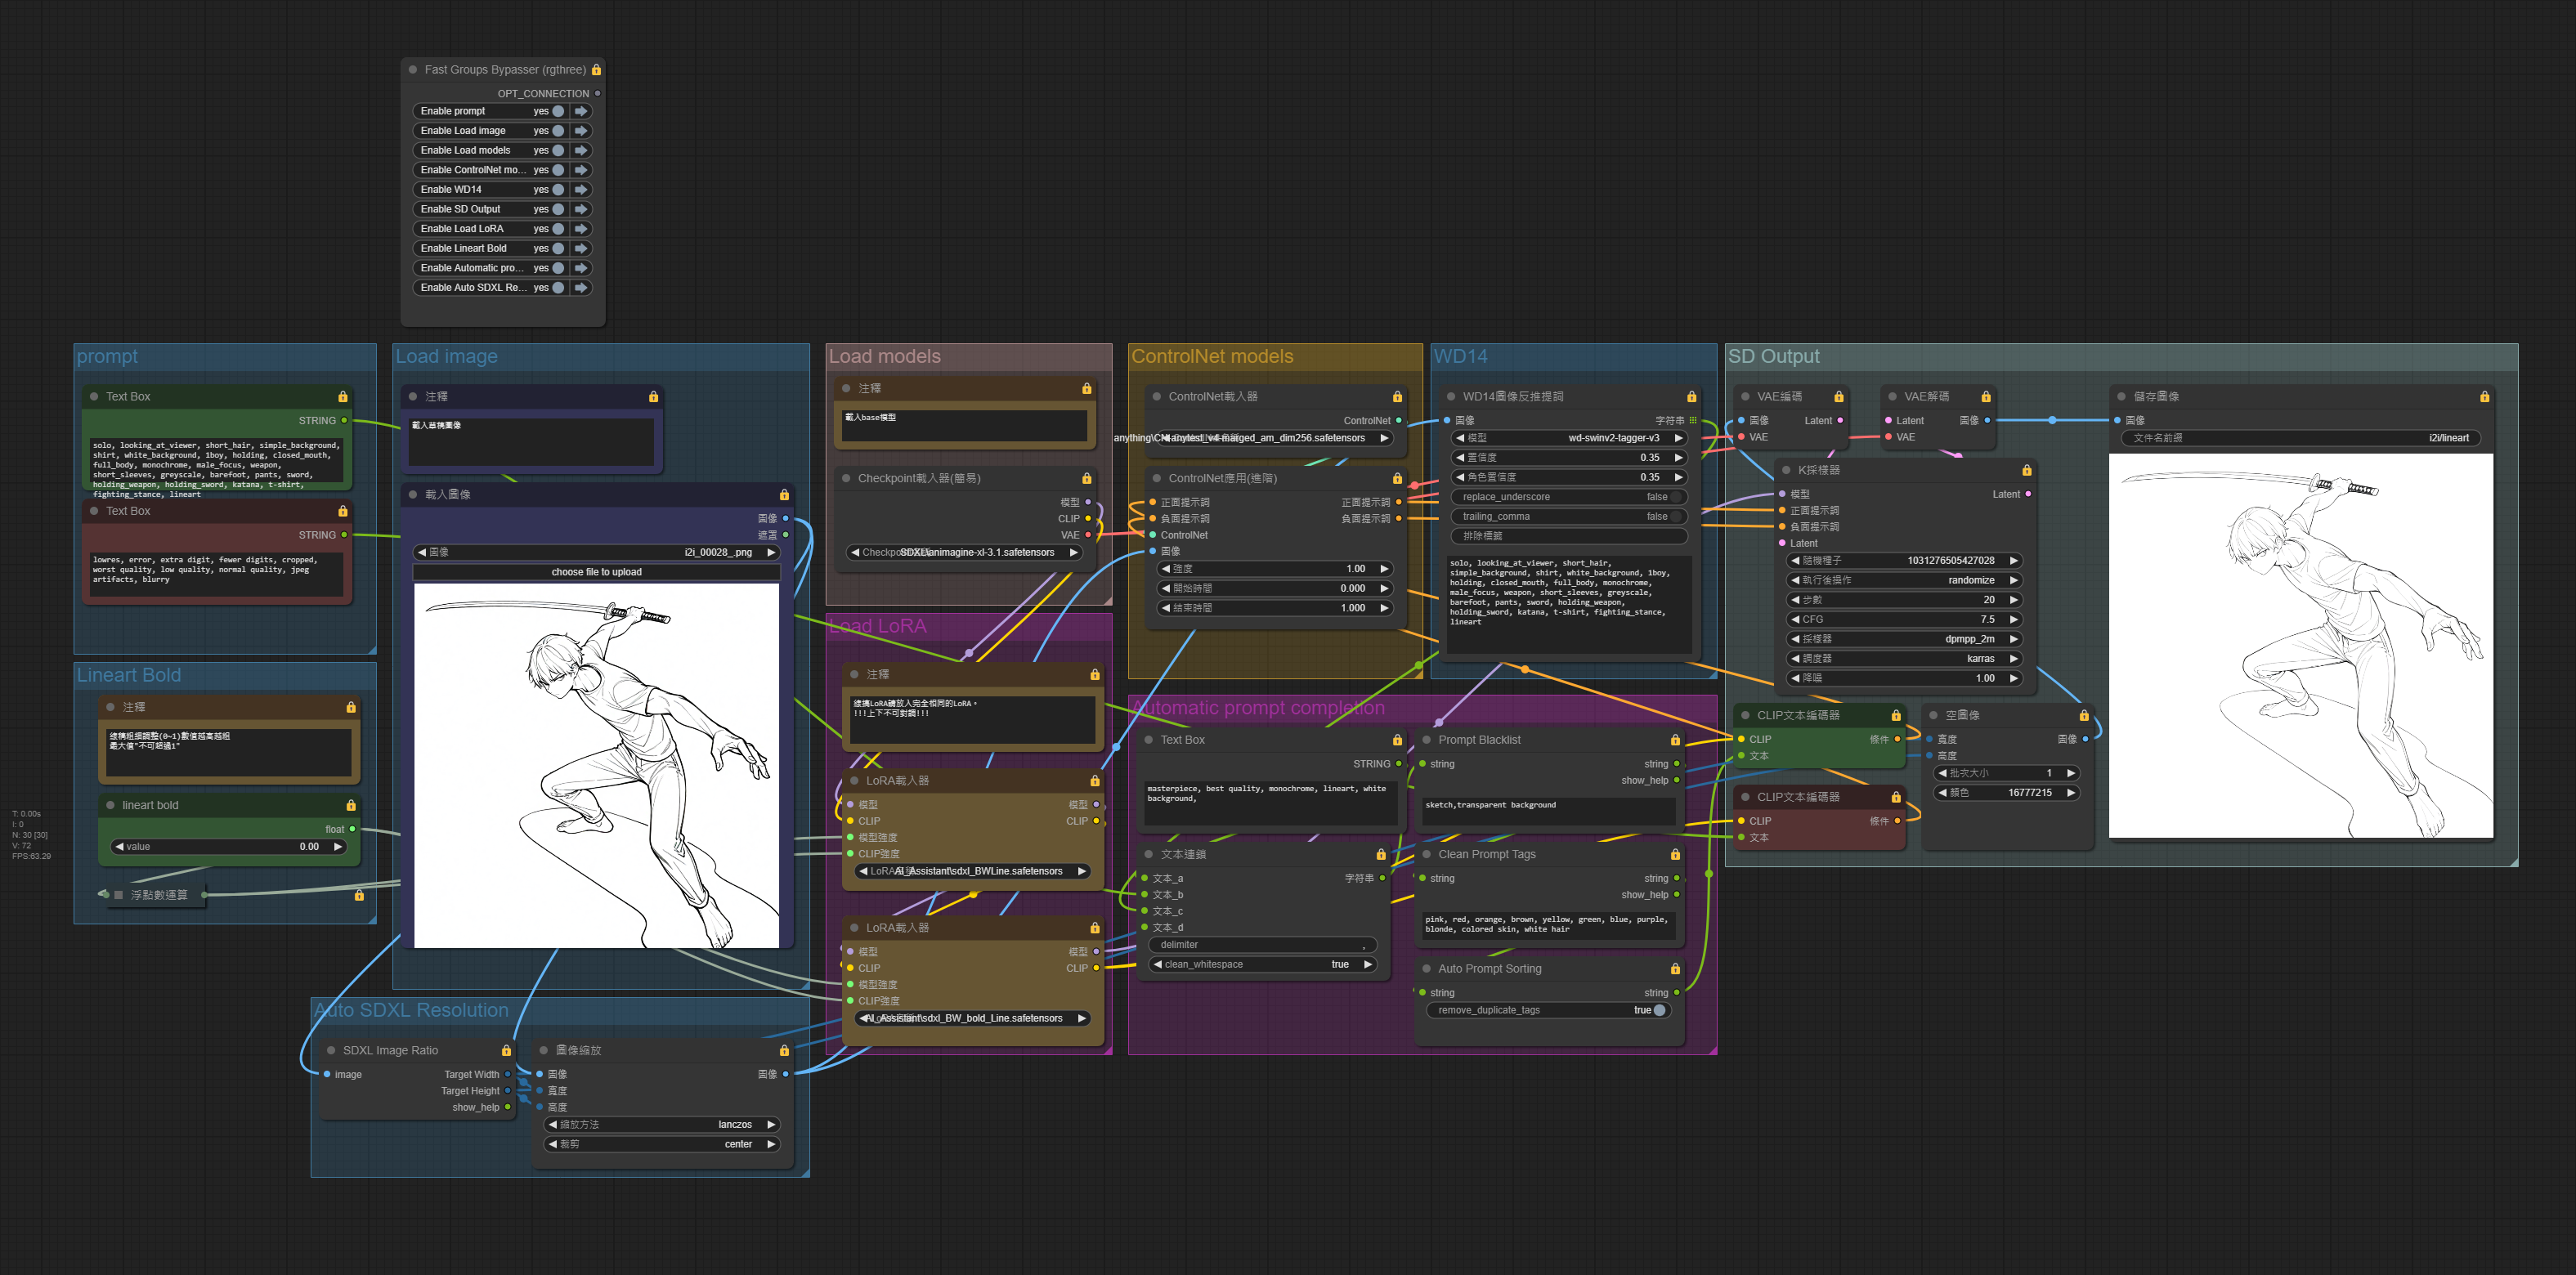 Fast Groups Bypasser (rgthree)
OPT_CONNECTION
Enable prompt yes
Enable Load image yes
Enable Load models yes
Enable ControlNet mo... yes
Enable WD14 yes
Enable SD Output yes
Enable Load LoRA yes
Enable Lineart Bold yes
Enable Automatic pro... yes
Enable Auto SDXL Re... yes
prompt
Text Box
STRING
solo, looking_at_viewer, short_hair, simple_background,
shirt, white_background, 1boy, holding, closed_mouth,
full_body, monochrome, male_focus, weapon,
short_sleeves, greyscale, barefoot, pants, sword,
holding_weapon, holding_sword, katana, t-shirt,
fighting_stance, lineart
Text Box
STRING
lowres, error, extra digit, fewer digits, cropped,
worst quality, low quality, normal quality, jpeg
artifacts, blurry
Lineart Bold
注釋
線稿粗細調整(0~1)數值越高越粗
最大值"不可超過1"
lineart bold
float
value 0.00
浮點數運算
T: 0.00s
I: 0
N: 30 [30]
V: 72
FPS:63.29
Load image
注釋
載入草稿圖像
載入圖像
圖像
遮罩
圖像 i2i_00028_.png
choose file to upload
Auto SDXL Resolution
SDXL Image Ratio
image
Target Width
Target Height
show_help
圖像縮放
圖像 圖像
寬度
高度
縮放方法 lanczos
裁剪 center
Load models
注釋
載入base模型
Checkpoint載入器(簡易)
模型
CLIP
VAE
SDXL\animagine-xl-3.1.safetensors
Load LoRA
注釋
線稿LoRA請放入完全相同的LoRA。
!!!上下不可對調!!!
LoRA載入器
模型 模型
CLIP CLIP
模型強度
CLIP強度
AI_Assistant\sdxl_BWLine.safetensors
LoRA載入器
模型 模型
CLIP CLIP
模型強度
CLIP強度
AI_Assistant\sdxl_BW_bold_Line.safetensors
ControlNet models
ControlNet載入器
ControlNet
ControlNet應用(進階)
正面提示詞 正面提示詞
負面提示詞 負面提示詞
ControlNet
圖像
強度 1.00
開始時間 0.000
結束時間 1.000
WD14
WD14圖像反推提詞
圖像 字符串
模型 wd-swinv2-tagger-v3
置信度 0.35
角色置信度 0.35
replace_underscore false
trailing_comma false
排除標籤
solo, looking_at_viewer, short_hair,
simple_background, shirt, white_background, 1boy,
holding, closed_mouth, full_body, monochrome,
male_focus, weapon, short_sleeves, greyscale,
barefoot, pants, sword, holding_weapon,
holding_sword, katana, t-shirt, fighting_stance,
lineart
Automatic prompt completion
Text Box
STRING
masterpiece, best quality, monochrome, lineart, white
background,
文本連鎖
文本_a 字符串
文本_b
文本_c
文本_d
delimiter ,
clean_whitespace true
Prompt Blacklist
string string
show_help
sketch,transparent background
Clean Prompt Tags
string string
show_help
pink, red, orange, brown, yellow, green, blue, purple,
blonde, colored skin, white hair
Auto Prompt Sorting
string string
remove_duplicate_tags true
SD Output
VAE編碼
圖像 Latent
VAE
VAE解碼
Latent 圖像
VAE
K採樣器
模型 Latent
正面提示詞
負面提示詞
Latent
隨機種子 1031276505427028
執行後操作 randomize
步數 20
CFG 7.5
採樣器 dpmpp_2m
調度器 karras
降噪 1.00
CLIP文本編碼器
CLIP 條件
文本
CLIP文本編碼器
CLIP 條件
文本
空圖像
寬度 圖像
高度
批次大小 1
顏色 16777215
儲存圖像
圖像
文件名前綴 i2i/lineart